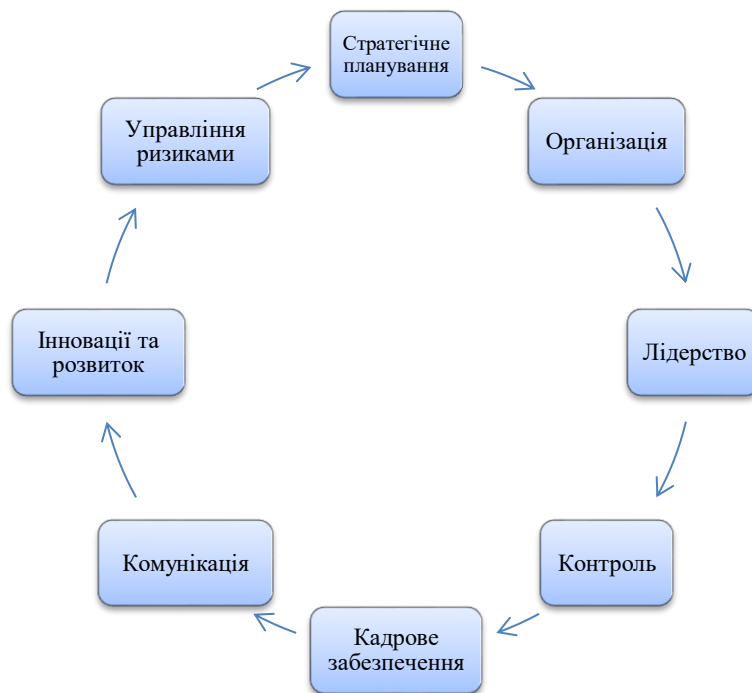 Стратегічне
планування
Організація
Лідерство
Контроль
Кадрове
забезпечення
Комунікація
Інновації та
розвиток
Управління
ризиками